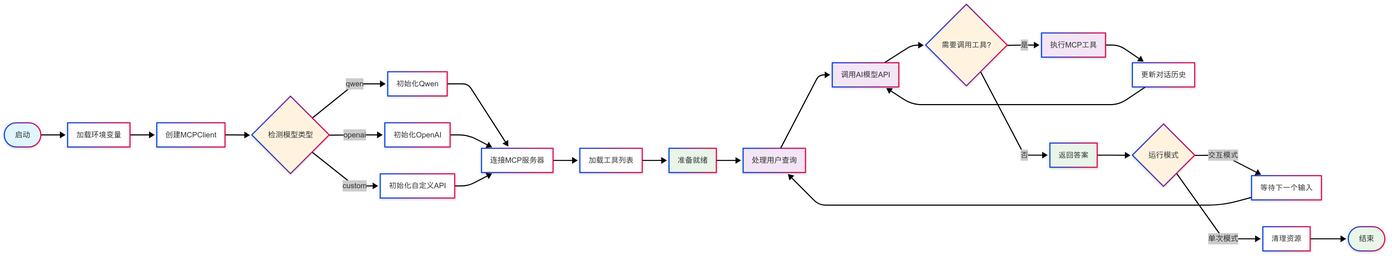 启动
加载环境变量
创建MCPClient
检测模型类型
qwen
初始化Qwen
openai
初始化OpenAI
custom
初始化自定义API
连接MCP服务器
加载工具列表
准备就绪
处理用户查询
调用AI模型API
需要调用工具?
是
执行MCP工具
更新对话历史
否
返回答案
运行模式
交互模式
等待下一个输入
单次模式
清理资源
结束